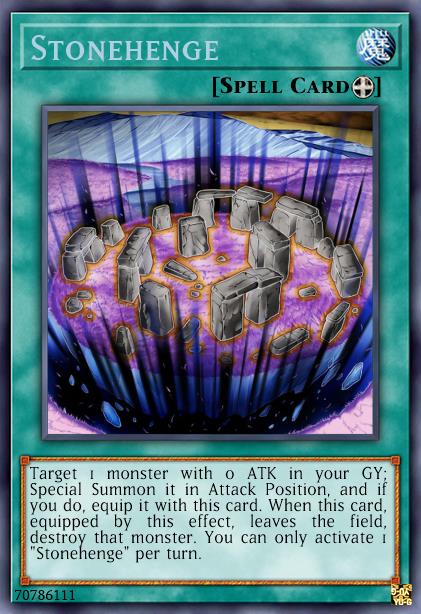 Stonehenge
魔
[Spell Card]
Target 1 monster with 0 ATK in your GY;
Special Summon it in Attack Position, and if
you do, equip it with this card. When this card,
equipped by this effect, leaves the field,
destroy that monster. You can only activate 1
"Stonehenge" per turn.
70786111